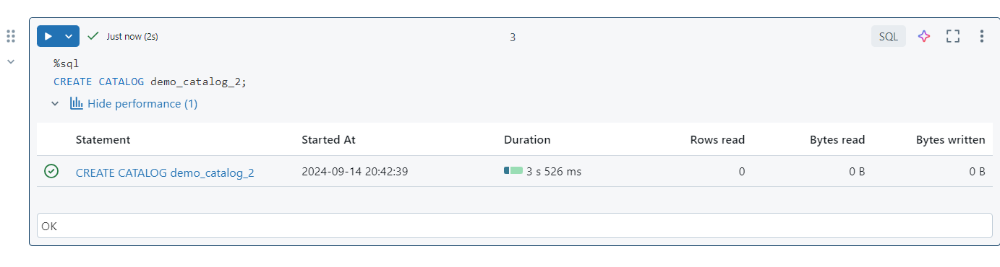 Just now (2s) 3 SQL
%sql
CREATE CATALOG demo_catalog_2;
Hide performance (1)
Statement Started At Duration Rows read Bytes read Bytes written
CREATE CATALOG demo_catalog_2 2024-09-14 20:42:39 3 s 526 ms 0 0 B 0 B
OK